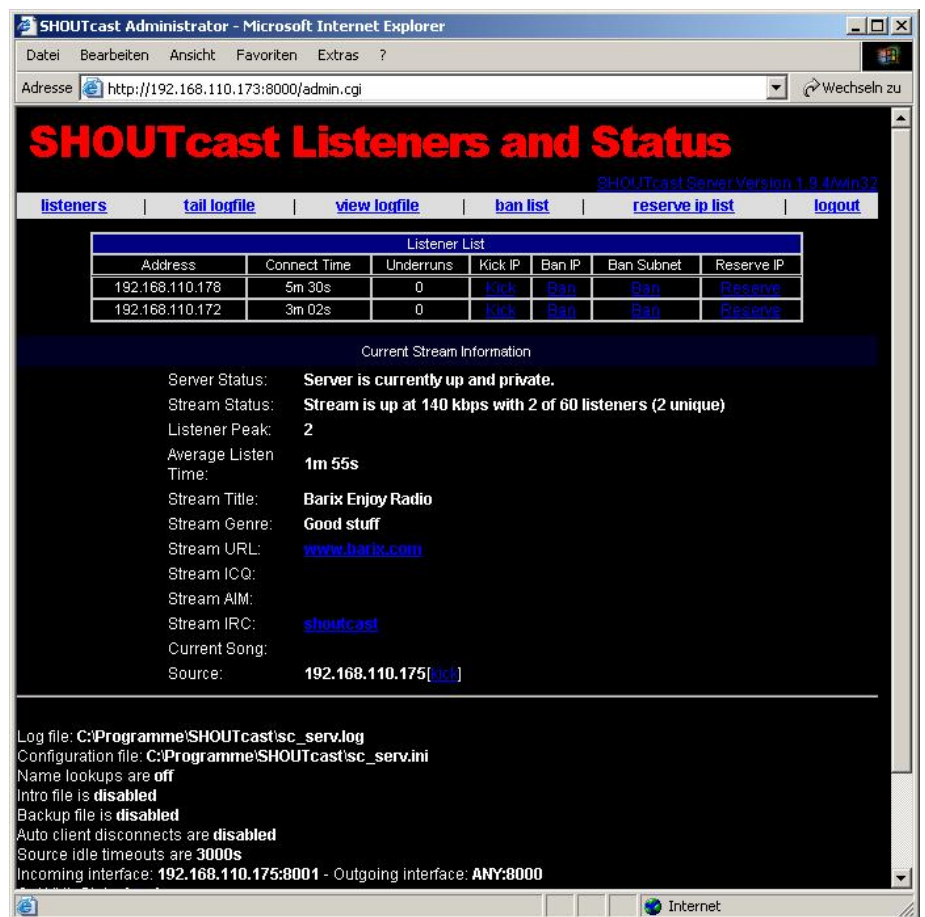 SHOUTcast Administrator - Microsoft Internet Explorer
Datei Bearbeiten Ansicht Favoriten Extras ?
Adresse http://192.168.110.173:8000/admin.cgi Wechseln zu
SHOUTcast Listeners and Status
SHOUTcast Server Version 1.9.4/win32
listeners | tail logfile | view logfile | ban list | reserve ip list | logout
Listener List
Address Connect Time Underruns Kick IP Ban IP Ban Subnet Reserve IP
192.168.110.178 5m 30s 0 Kick Ban Ban Reserve
192.168.110.172 3m 02s 0 Kick Ban Ban Reserve
Current Stream Information
Server Status: Server is currently up and private.
Stream Status: Stream is up at 140 kbps with 2 of 60 listeners (2 unique)
Listener Peak: 2
Average Listen Time: 1m 55s
Stream Title: Barix Enjoy Radio
Stream Genre: Good stuff
Stream URL: www.barix.com
Stream ICQ:
Stream AIM:
Stream IRC: shoutcast
Current Song:
Source: 192.168.110.175[kick]
Log file: C:\Programme\SHOUTcast\sc_serv.log
Configuration file: C:\Programme\SHOUTcast\sc_serv.ini
Name lookups are off
Intro file is disabled
Backup file is disabled
Auto client disconnects are disabled
Source idle timeouts are 3000s
Incoming interface: 192.168.110.175:8001 - Outgoing interface: ANY:8000
Internet